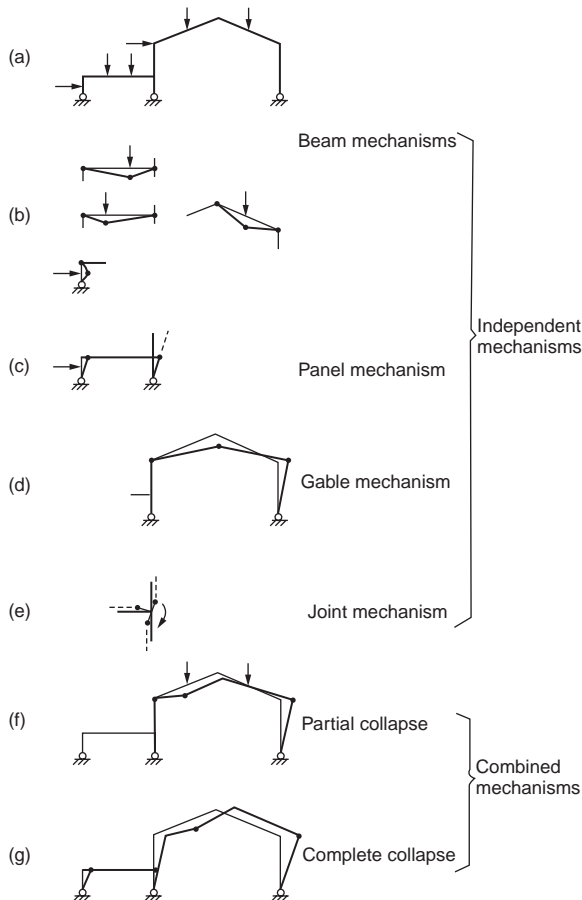 (a)
Beam mechanisms
(b)
Independent
mechanisms
(c)
Panel mechanism
(d)
Gable mechanism
(e)
Joint mechanism
(f)
Partial collapse
Combined
mechanisms
(g)
Complete collapse